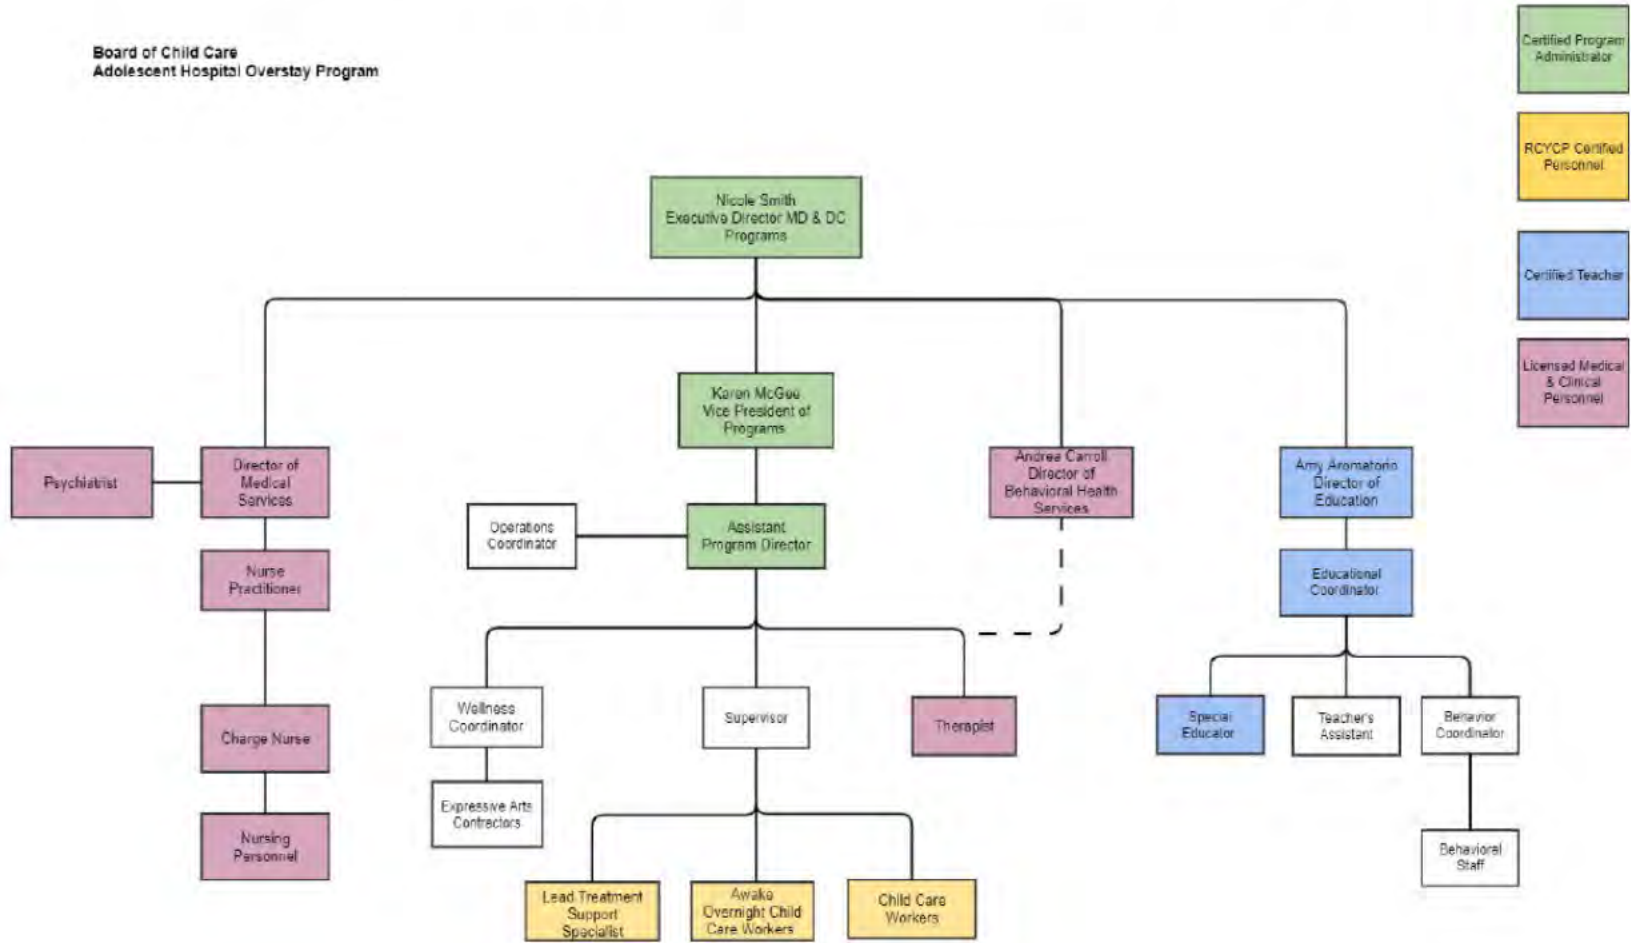 Board of Child Care
Adolescent Hospital Overstay Program
Certified Program
Administrator
RCYCP Certified
Personnel
Certified Teacher
Licensed Medical
& Clinical
Personnel
Nicole Smith
Executive Director MD & DC
Programs
Karen McGee
Vice President of
Programs
Psychiatrist
Director of
Medical
Services
Andrea Carroll
Director of
Behavioral Health
Services
Amy Aromatorio
Director of
Education
Operations
Coordinator
Assistant
Program Director
Nurse
Practitioner
Educational
Coordinator
Wellness
Coordinator
Supervisor
Therapist
Special
Educator
Teacher's
Assistant
Behavior
Coordinator
Charge Nurse
Expressive Arts
Contractors
Nursing
Personnel
Behavioral
Staff
Lead Treatment
Support
Specialist
Awake
Overnight Child
Care Workers
Child Care
Workers